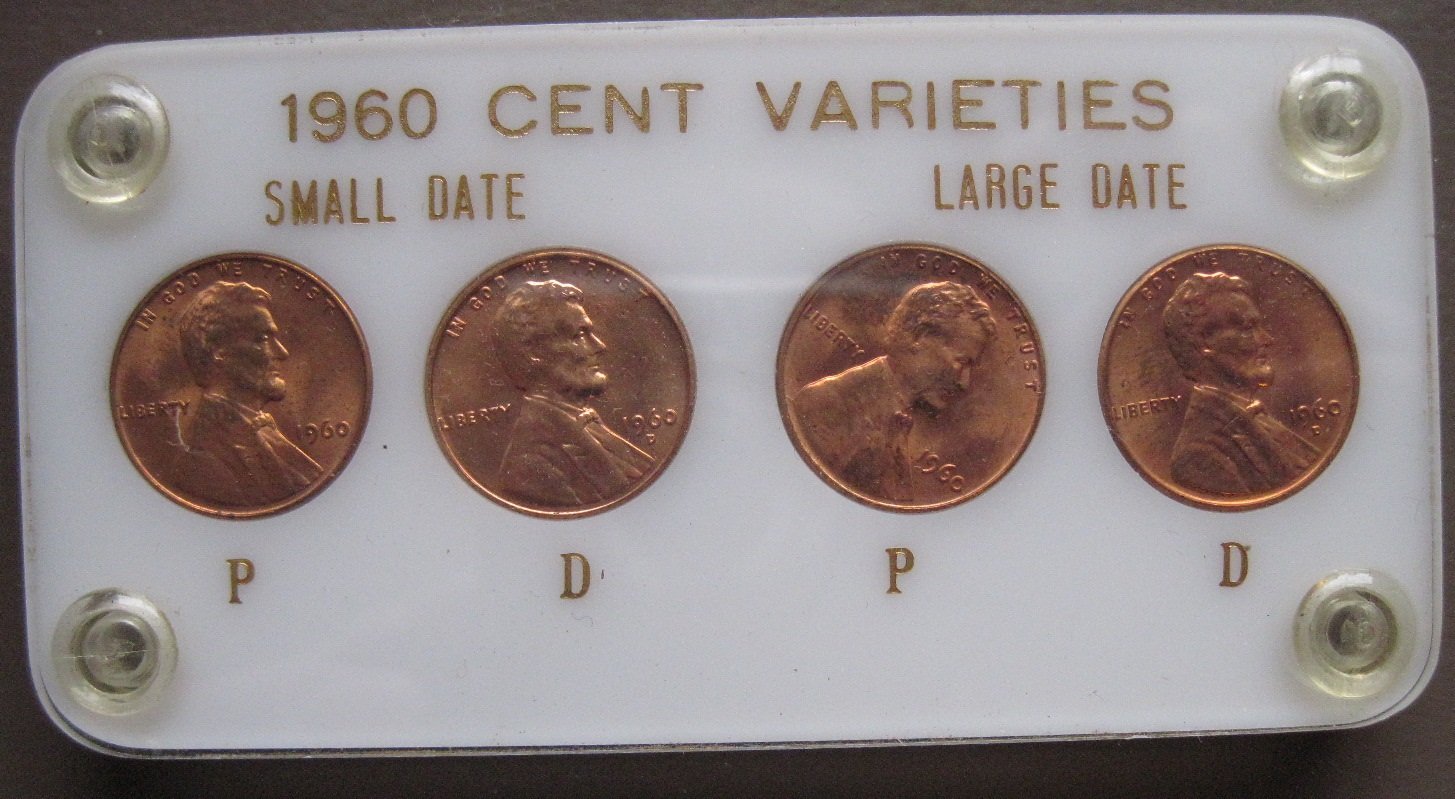 1960 CENT VARIETIES
SMALL DATE
LARGE DATE
IN GOD WE TRUST
LIBERTY
1960
IN GOD WE TRUST
LIBERTY
1960
D
IN GOD WE TRUST
LIBERTY
1960
IN GOD WE TRUST
LIBERTY
1960
D
P
D
P
D